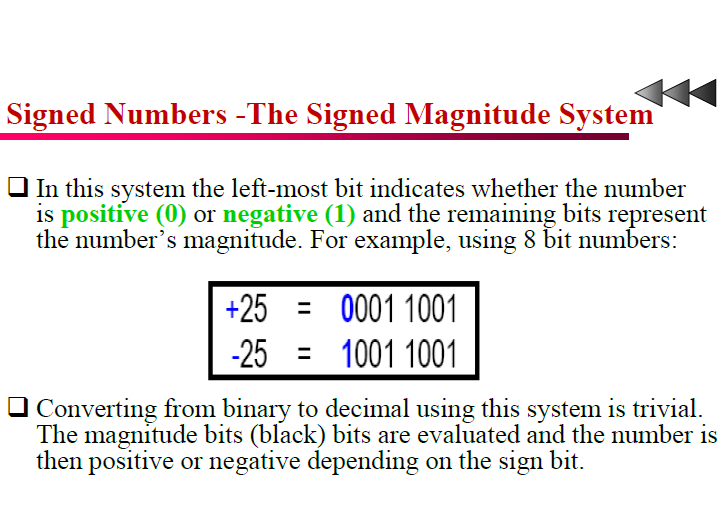 Signed Numbers -The Signed Magnitude System
❑ In this system the left-most bit indicates whether the number
is positive (0) or negative (1) and the remaining bits represent
the number’s magnitude. For example, using 8 bit numbers:
+25 = 0001 1001
-25 = 1001 1001
❑ Converting from binary to decimal using this system is trivial.
The magnitude bits (black) bits are evaluated and the number is
then positive or negative depending on the sign bit.